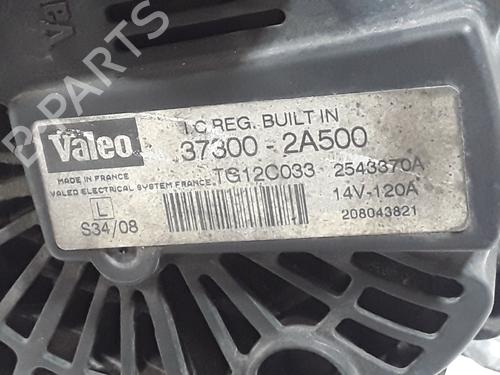 B-PARTS
I.C REG. BUILT IN
Valeo
37300 - 2A500
MADE IN FRANCE
TG12C033 2543370A
VALEO ELECTRICAL SYSTEM FRANCE
14V-120A
L
208043821
S34/08